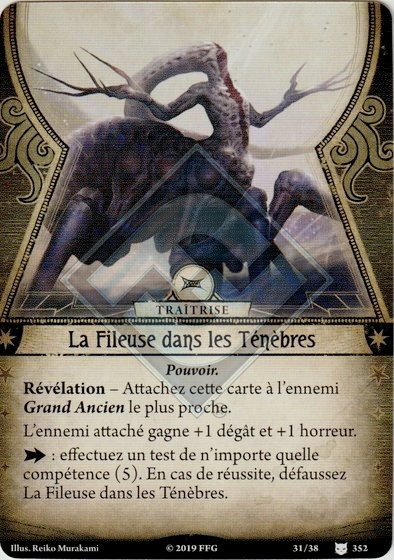 TRAÎTRISE
La Fileuse dans les Ténèbres
Pouvoir.
Révélation – Attachez cette carte à l'ennemi
Grand Ancien le plus proche.
L'ennemi attaché gagne +1 dégât et +1 horreur.
: effectuez un test de n'importe quelle
compétence (5). En cas de réussite, défaussez
La Fileuse dans les Ténèbres.
Illus. Reiko Murakami © 2019 FFG 31/38 352